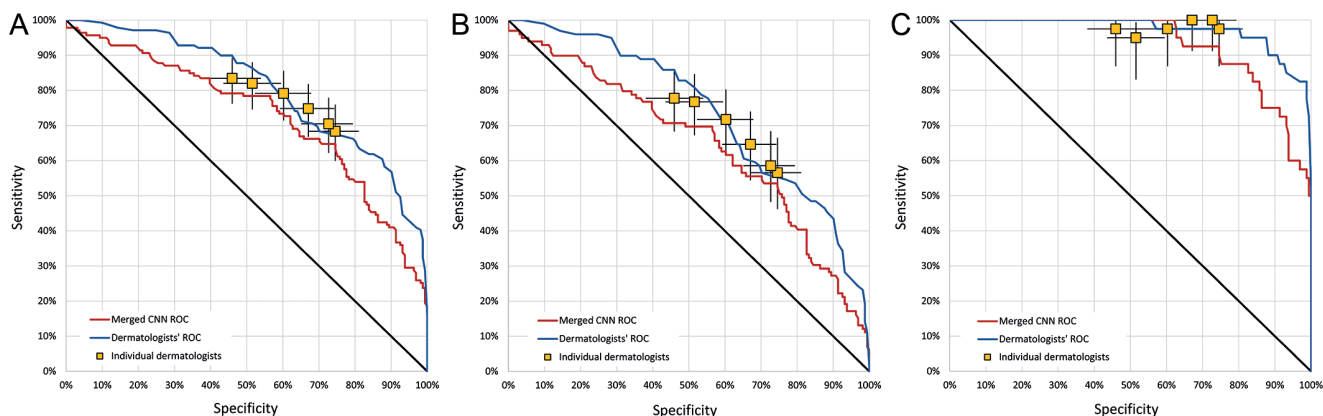 A
100%
90%
80%
70%
60%
50%
40%
30%
20%
10%
0%
Sensitivity
Merged CNN ROC
Dermatologists' ROC
Individual dermatologists
0% 10% 20% 30% 40% 50% 60% 70% 80% 90% 100%
Specificity
B
100%
90%
80%
70%
60%
50%
40%
30%
20%
10%
0%
Sensitivity
Merged CNN ROC
Dermatologists' ROC
Individual dermatologists
0% 10% 20% 30% 40% 50% 60% 70% 80% 90% 100%
Specificity
C
100%
90%
80%
70%
60%
50%
40%
30%
20%
10%
0%
Sensitivity
Merged CNN ROC
Dermatologists' ROC
Individual dermatologists
0% 10% 20% 30% 40% 50% 60% 70% 80% 90% 100%
Specificity